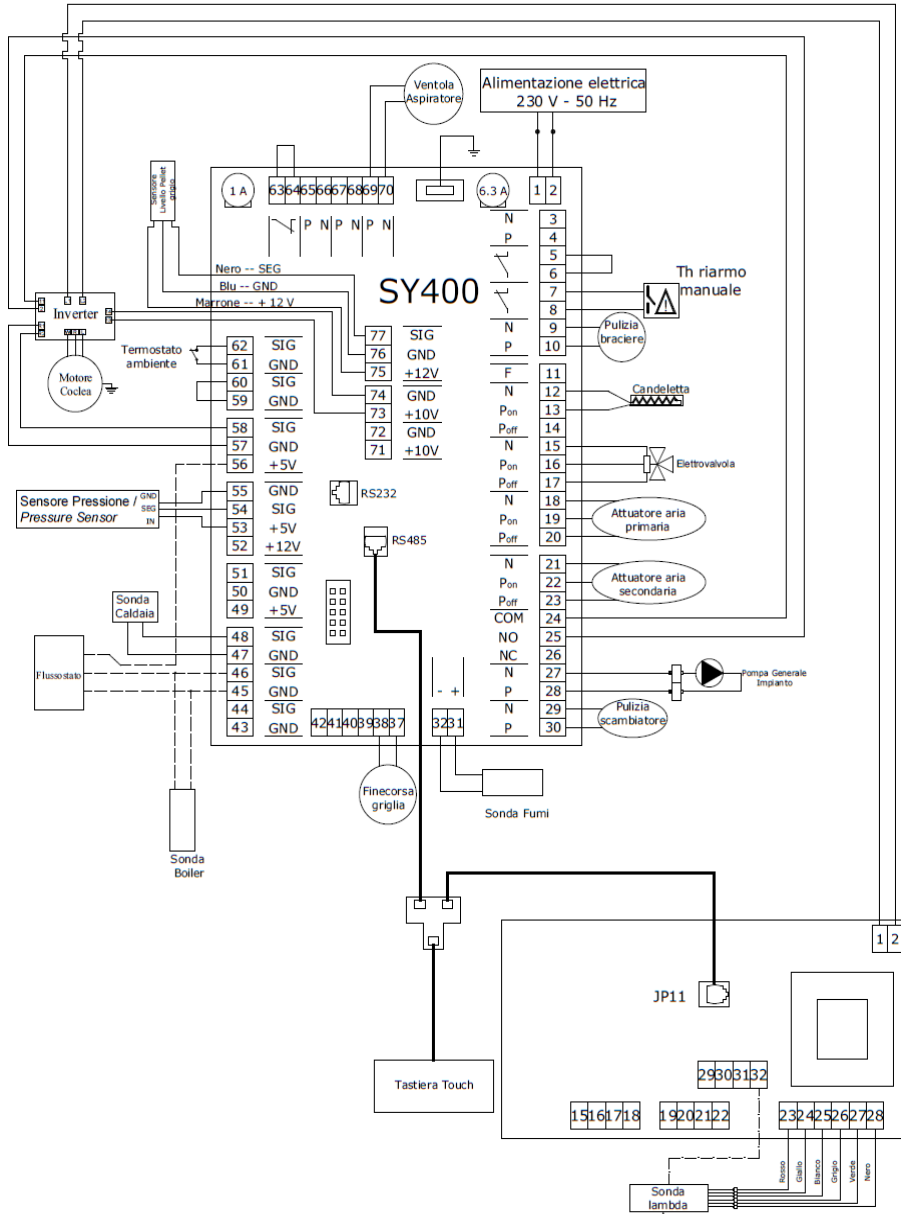 Ventola
Aspiratore
Alimentazione elettrica
230 V - 50 Hz
Sensore
Livello Pellet
grigio
1 A
63 64 65 66 67 68 69 70
6.3 A
1 2
P N P N P N
N 3
P 4
5
6
7
8
N 9
P 10
Th riarmo
manuale
Pulizia
braciere
Nero -- SEG
Blu -- GND
Marrone -- + 12 V
SY400
Inverter
Motore
Coclea
Termostato
ambiente
77 SIG
76 GND
75 +12V
74 GND
73 +10V
72 GND
71 +10V
62 SIG
61 GND
60 SIG
59 GND
58 SIG
57 GND
56 +5V
55 GND
54 SIG
53 +5V
52 +12V
51 SIG
50 GND
49 +5V
48 SIG
47 GND
46 SIG
45 GND
44 SIG
43 GND
F 11
N 12
Pon 13
Poff 14
N 15
Pon 16
Poff 17
N 18
Pon 19
Poff 20
N 21
Pon 22
Poff 23
COM 24
NO 25
NC 26
N 27
P 28
N 29
P 30
Candeletta
Elettrovalvola
Attuatore aria
primaria
Attuatore aria
secondaria
Pompa Generale
Impianto
Pulizia
scambiatore
RS232
RS485
Sensore Pressione /
Pressure Sensor
GND
SEG
IN
Sonda
Caldaia
Flussostato
42 41 40 39 38 37
- +
32 31
Finecorsa
griglia
Sonda Fumi
Sonda
Boiler
1 2
JP11
Tastiera Touch
29 30 31 32
15 16 17 18
19 20 21 22
23 24 25 26 27 28
Rosso
Giallo
Bianco
Grigio
Verde
Nero
Sonda
lambda